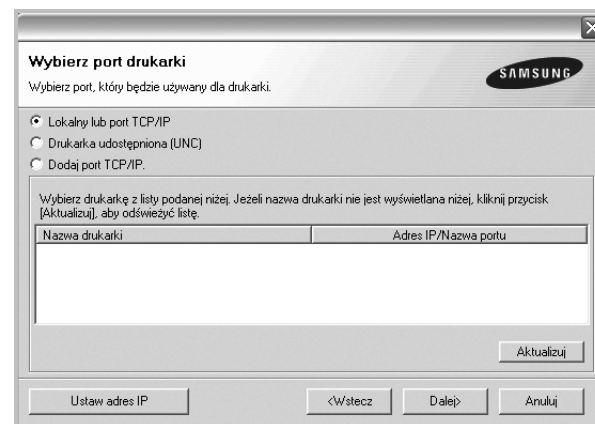 Wybierz port drukarki
Wybierz port, który będzie używany dla drukarki.
SAMSUNG
Lokalny lub port TCP/IP
Drukarka udostępniona (UNC)
Dodaj port TCP/IP.
Wybierz drukarkę z listy podanej niżej. Jeżeli nazwa drukarki nie jest wyświetlana niżej, kliknij przycisk
[Aktualizuj], aby odświeżyć listę.
Nazwa drukarki Adres IP/Nazwa portu
Aktualizuj
Ustaw adres IP <Wstecz Dalej> Anuluj